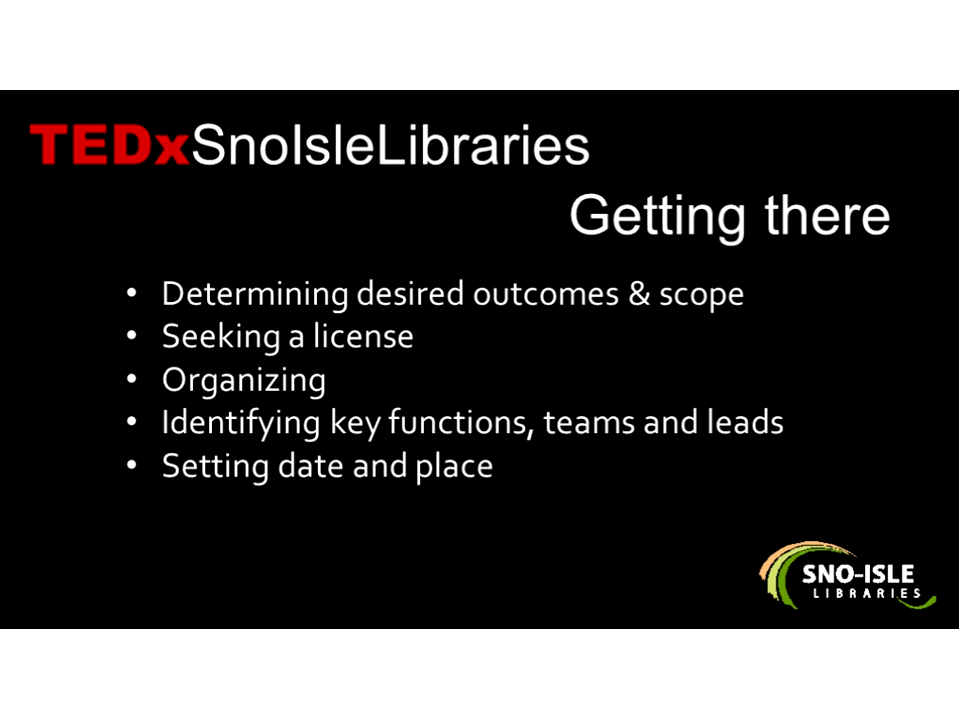 TEDxSnoIsleLibraries
Getting there
• Determining desired outcomes & scope
• Seeking a license
• Organizing
• Identifying key functions, teams and leads
• Setting date and place
SNO-ISLE
LIBRARIES